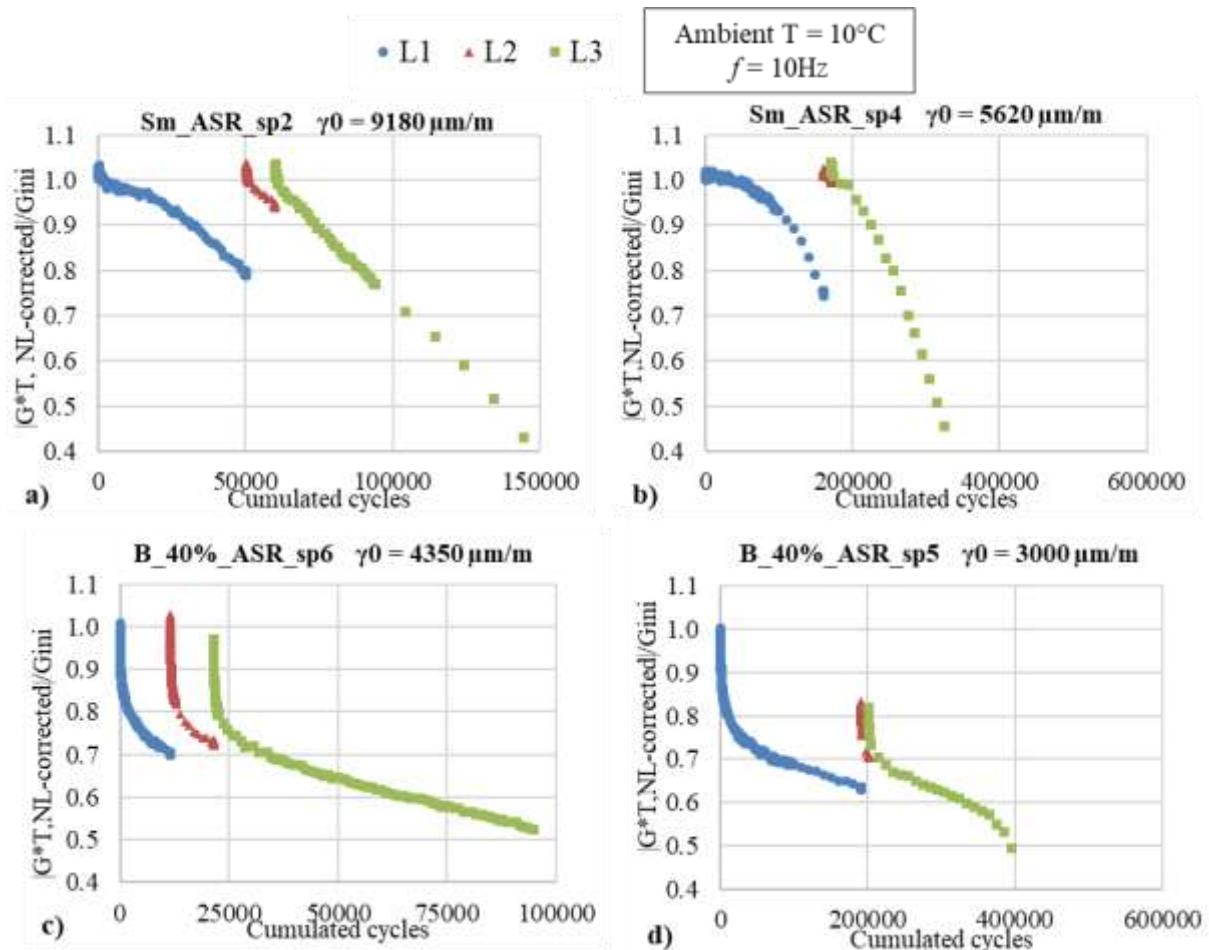 L1 L2 L3
Ambient T = 10°C
f = 10Hz
Sm_ASR_sp2 γ0 = 9180 μm/m
|G*T, NL-corrected|/Gini
1.1
1.0
0.9
0.8
0.7
0.6
0.5
0.4
0 50000 100000 150000
Cumulated cycles
a)
Sm_ASR_sp4 γ0 = 5620 μm/m
|G*T,NL-corrected|/Gini
1.1
1.0
0.9
0.8
0.7
0.6
0.5
0.4
0 200000 400000 600000
Cumulated cycles
b)
B_40%_ASR_sp6 γ0 = 4350 μm/m
|G*T,NL-corrected|/Gini
1.1
1.0
0.9
0.8
0.7
0.6
0.5
0.4
0 25000 50000 75000 100000
Cumulated cycles
c)
B_40%_ASR_sp5 γ0 = 3000 μm/m
|G*T,NL-corrected|/Gini
1.1
1.0
0.9
0.8
0.7
0.6
0.5
0.4
0 200000 400000 600000
Cumulated cycles
d)